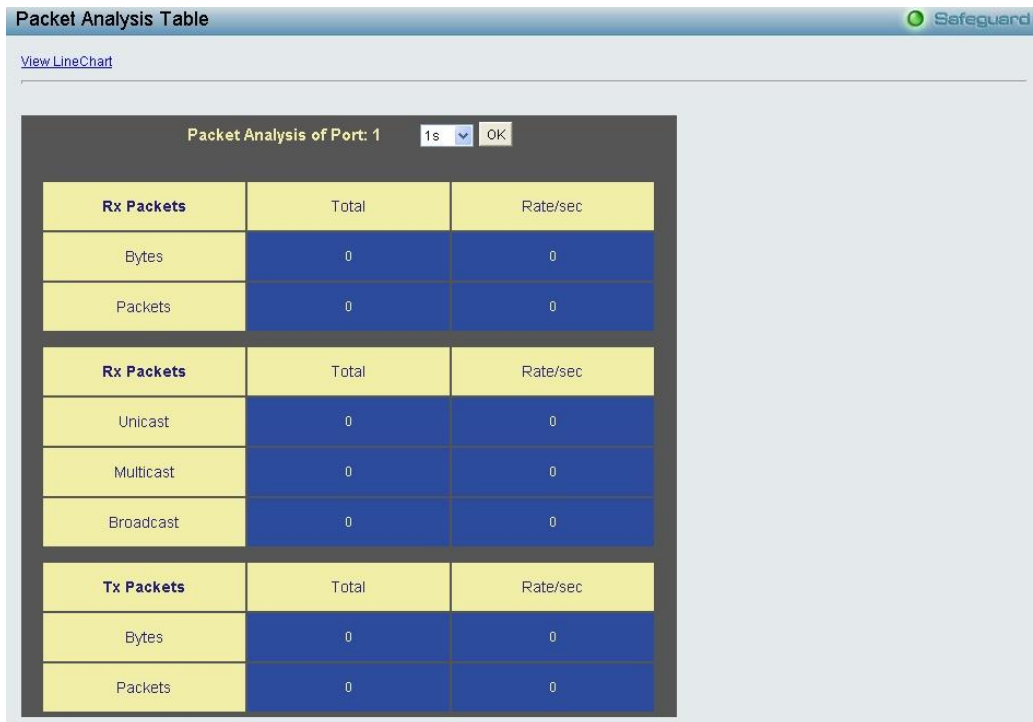 Packet Analysis Table
Safeguard
View LineChart
Packet Analysis of Port: 1 1s OK
Rx Packets Total Rate/sec
Bytes 0 0
Packets 0 0
Rx Packets Total Rate/sec
Unicast 0 0
Multicast 0 0
Broadcast 0 0
Tx Packets Total Rate/sec
Bytes 0 0
Packets 0 0